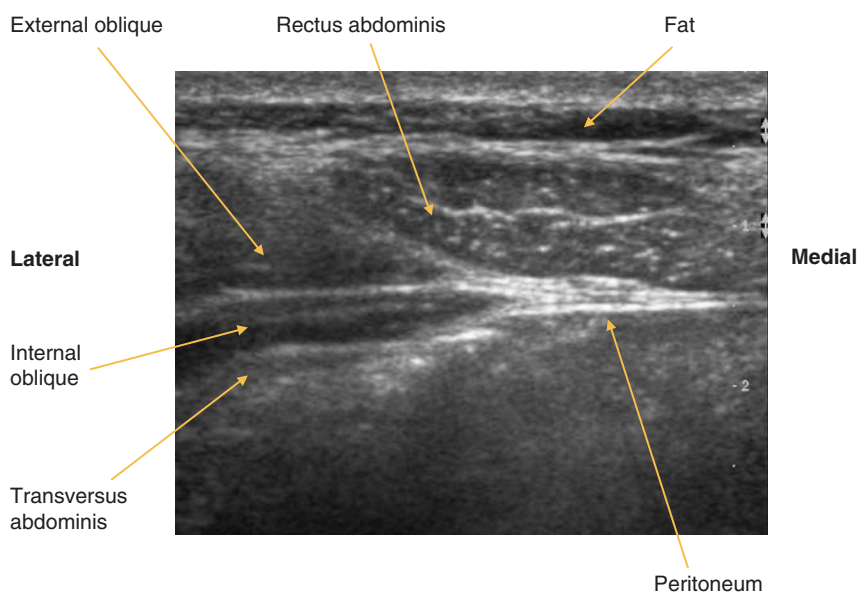 External oblique
Rectus abdominis
Fat
Lateral
Medial
- 1
Internal
oblique
- 2
Transversus
abdominis
Peritoneum